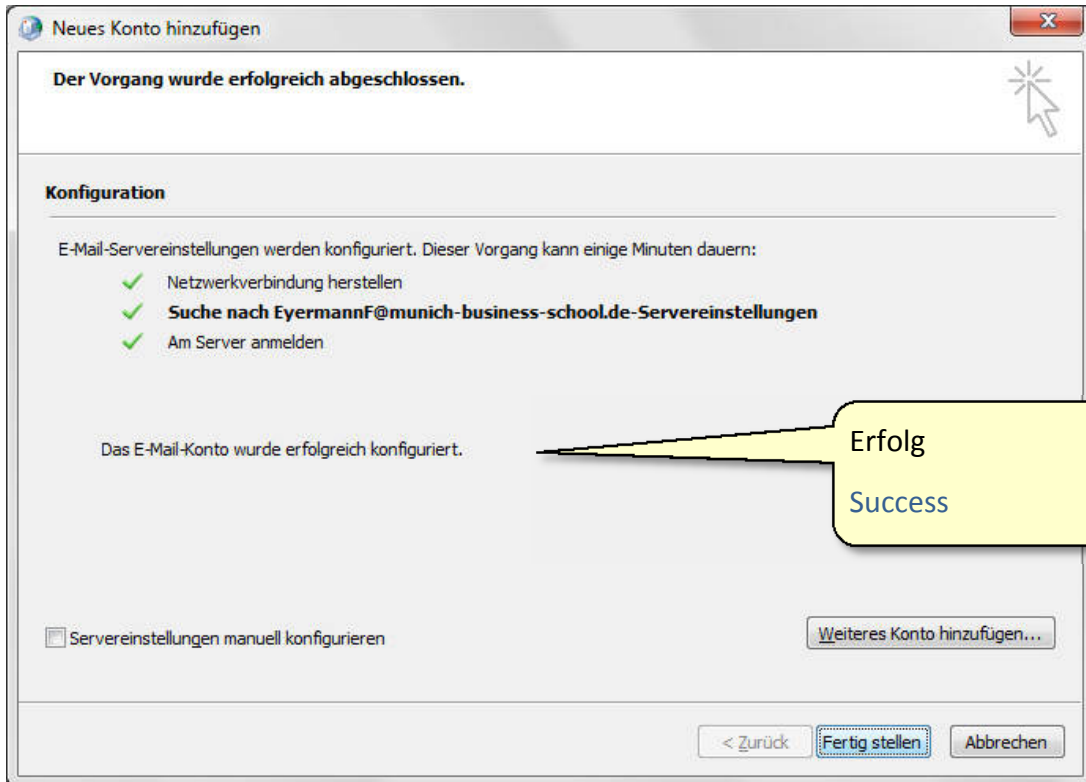 Neues Konto hinzufügen
Der Vorgang wurde erfolgreich abgeschlossen.
Konfiguration
E-Mail-Servereinstellungen werden konfiguriert. Dieser Vorgang kann einige Minuten dauern:
Netzwerkverbindung herstellen
Suche nach EyermannF@munich-business-school.de-Servereinstellungen
Am Server anmelden
Das E-Mail-Konto wurde erfolgreich konfiguriert.
Erfolg
Success
Servereinstellungen manuell konfigurieren
Weiteres Konto hinzufügen...
< Zurück
Fertig stellen
Abbrechen